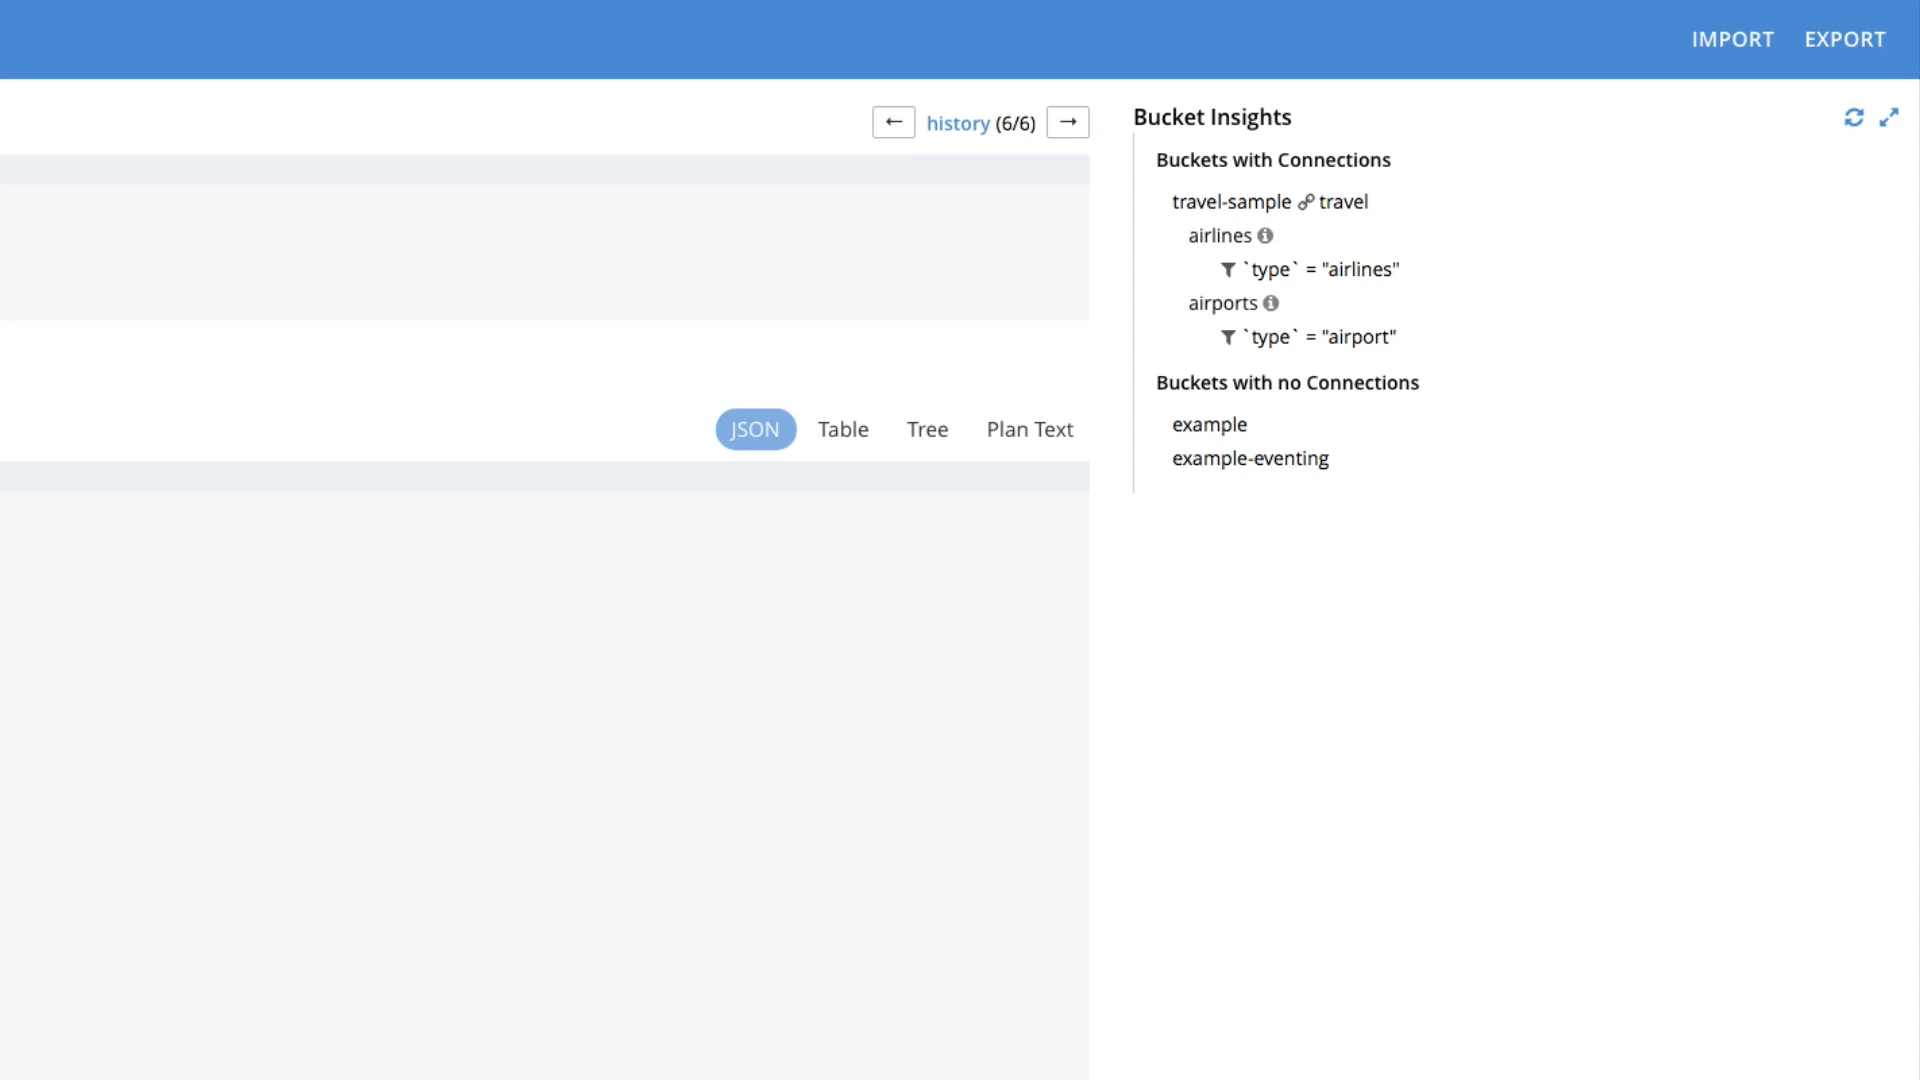 IMPORT EXPORT
← history (6/6) →
Bucket Insights
Buckets with Connections
travel-sample travel
airlines
`type` = "airlines"
airports
`type` = "airport"
Buckets with no Connections
example
example-eventing
JSON Table Tree Plan Text